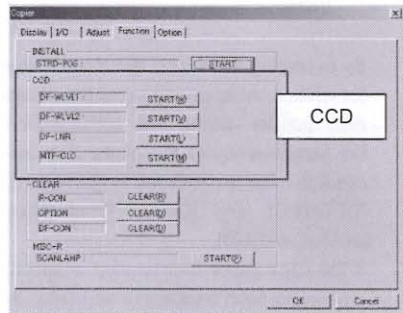 Copier
Display I/O Adjust Function Option
INSTALL
STRD-POS START
CCD
DF-WLVL1 START(W)
DF-WLVL2 START(V)
DF-LNR START(L)
MTF-CLC START(M)
CCD
CLEAR
R-CON CLEAR(R)
OPTION CLEAR(O)
DF-CON CLEAR(D)
MISC-R
SCANLAMP START(P)
OK Cancel